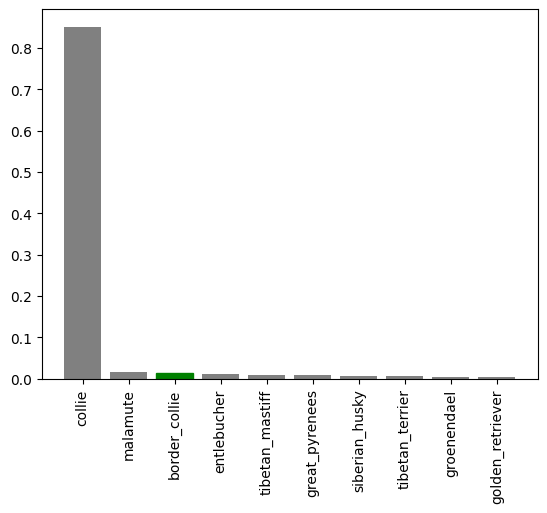 0.8
0.7
0.6
0.5
0.4
0.3
0.2
0.1
0.0
collie
malamute
border_collie
entlebucher
tibetan_mastiff
great_pyrenees
siberian_husky
tibetan_terrier
groenendael
golden_retriever